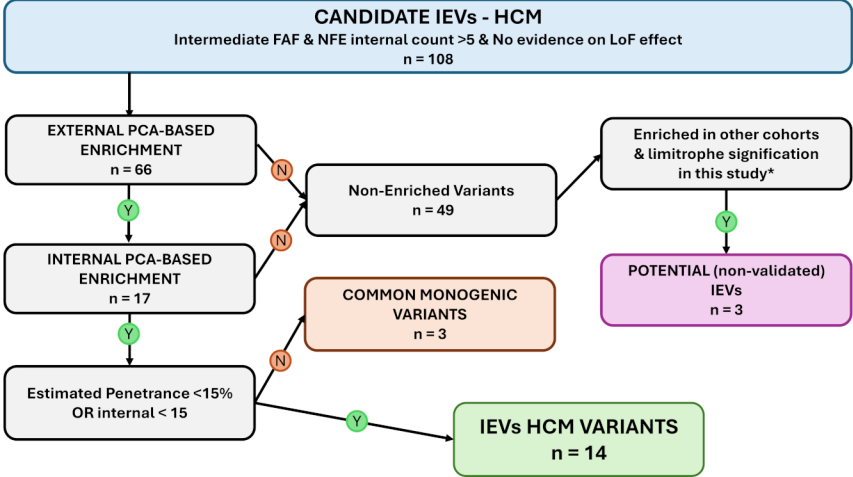 CANDIDATE IEVs - HCM
Intermediate FAF & NFE internal count >5 & No evidence on LoF effect
n = 108
EXTERNAL PCA-BASED
ENRICHMENT
n = 66
N
Y
Non-Enriched Variants
n = 49
Enriched in other cohorts
& limitrophe signification
in this study*
Y
N
INTERNAL PCA-BASED
ENRICHMENT
n = 17
Y
COMMON MONOGENIC
VARIANTS
n = 3
POTENTIAL (non-validated)
IEVs
n = 3
N
Estimated Penetrance <15%
OR internal < 15
Y
IEVs HCM VARIANTS
n = 14